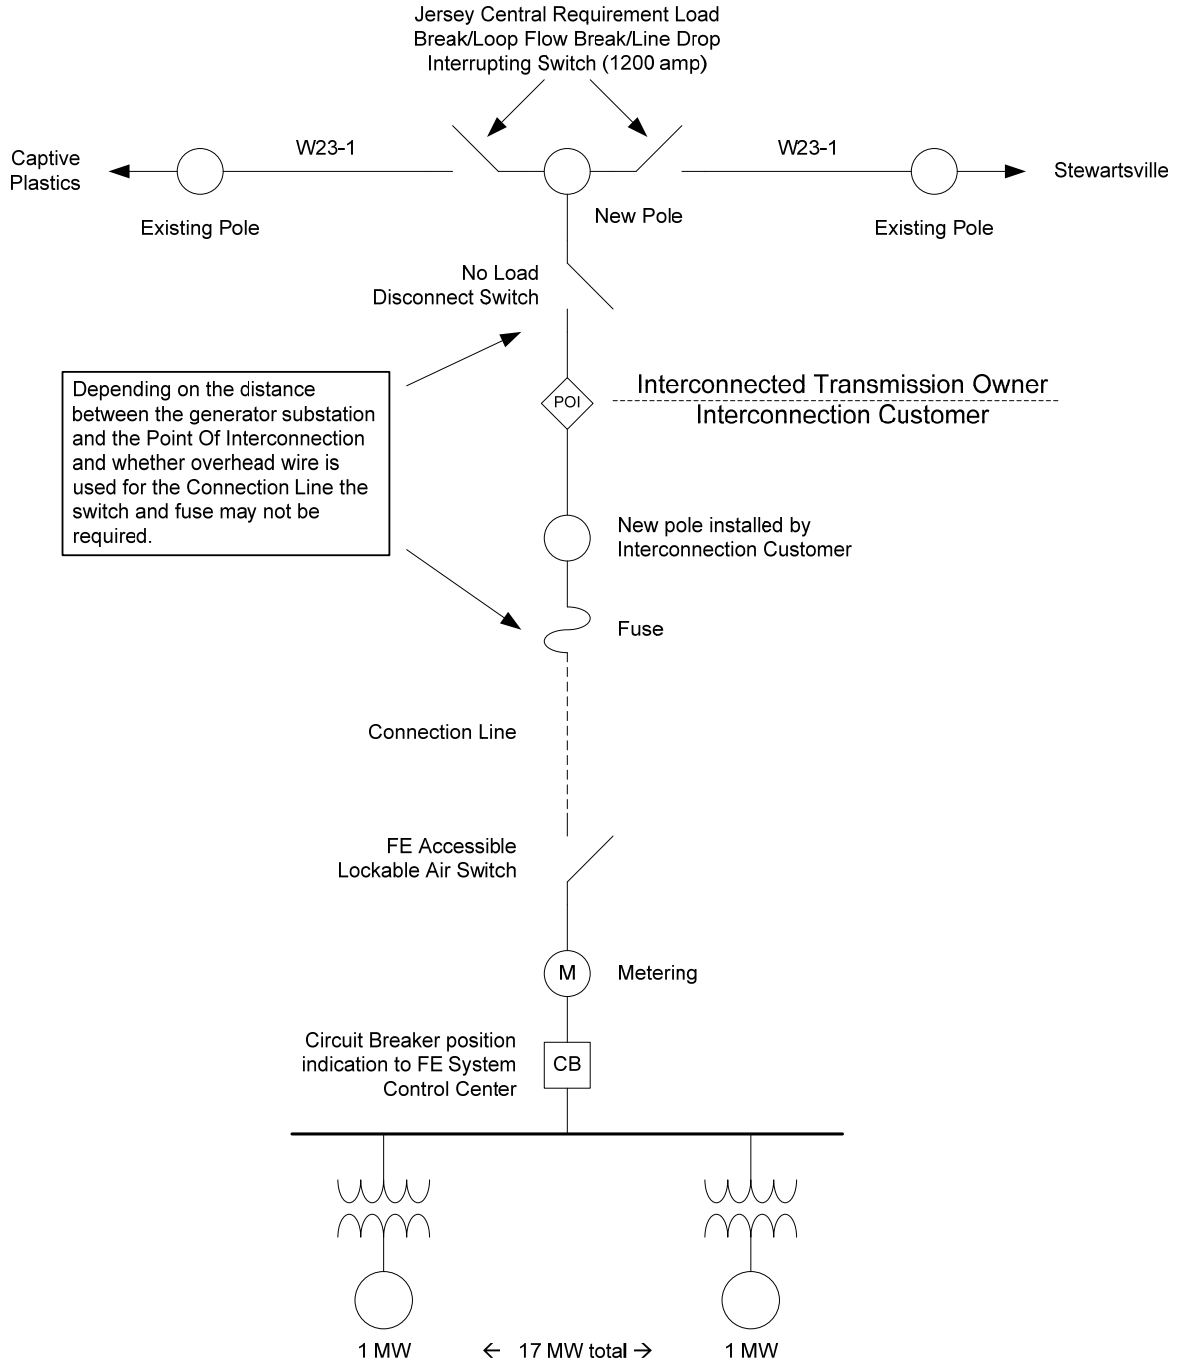 Jersey Central Requirement Load
Break/Loop Flow Break/Line Drop
Interrupting Switch (1200 amp)
W23-1
W23-1
Captive
Plastics
Stewartsville
Existing Pole
New Pole
Existing Pole
No Load
Disconnect Switch
Depending on the distance
between the generator substation
and the Point Of Interconnection
and whether overhead wire is
used for the Connection Line the
switch and fuse may not be
required.
POI
Interconnected Transmission Owner
Interconnection Customer
New pole installed by
Interconnection Customer
Fuse
Connection Line
FE Accessible
Lockable Air Switch
M
Metering
Circuit Breaker position
indication to FE System
Control Center
CB
1 MW
← 17 MW total →
1 MW